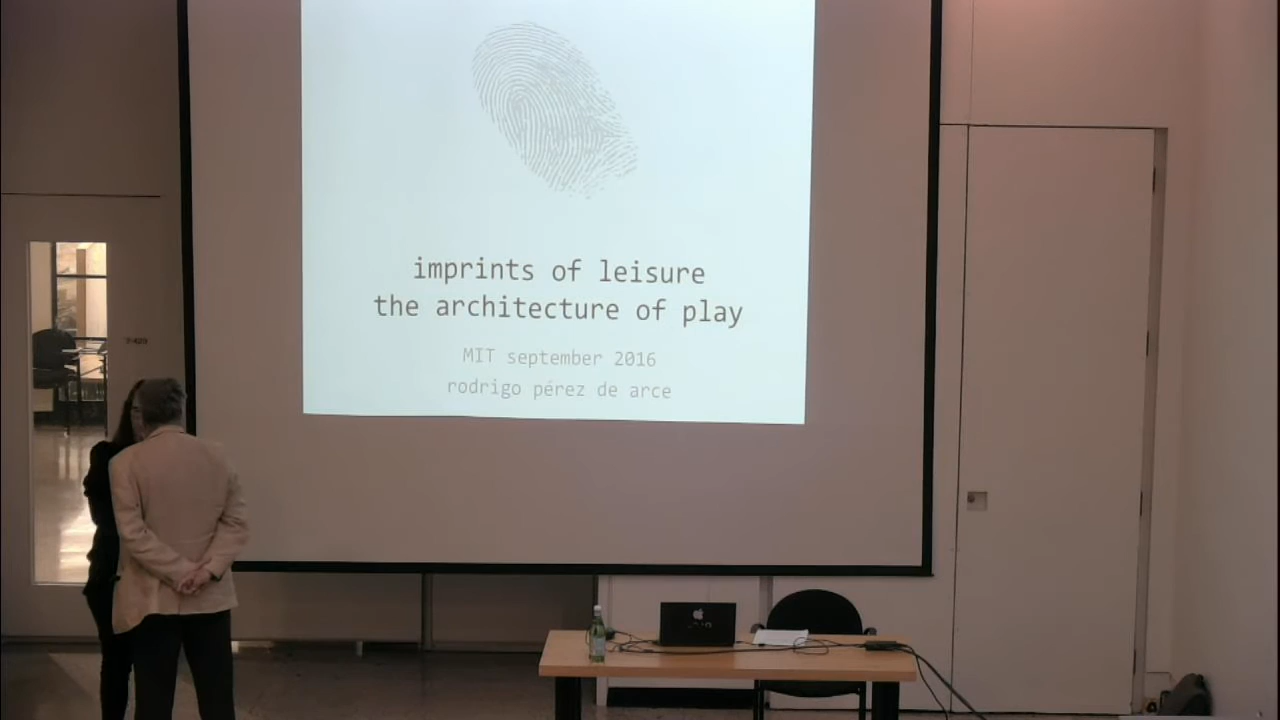 imprints of leisure
the architecture of play
MIT september 2016
rodrigo pérez de arce